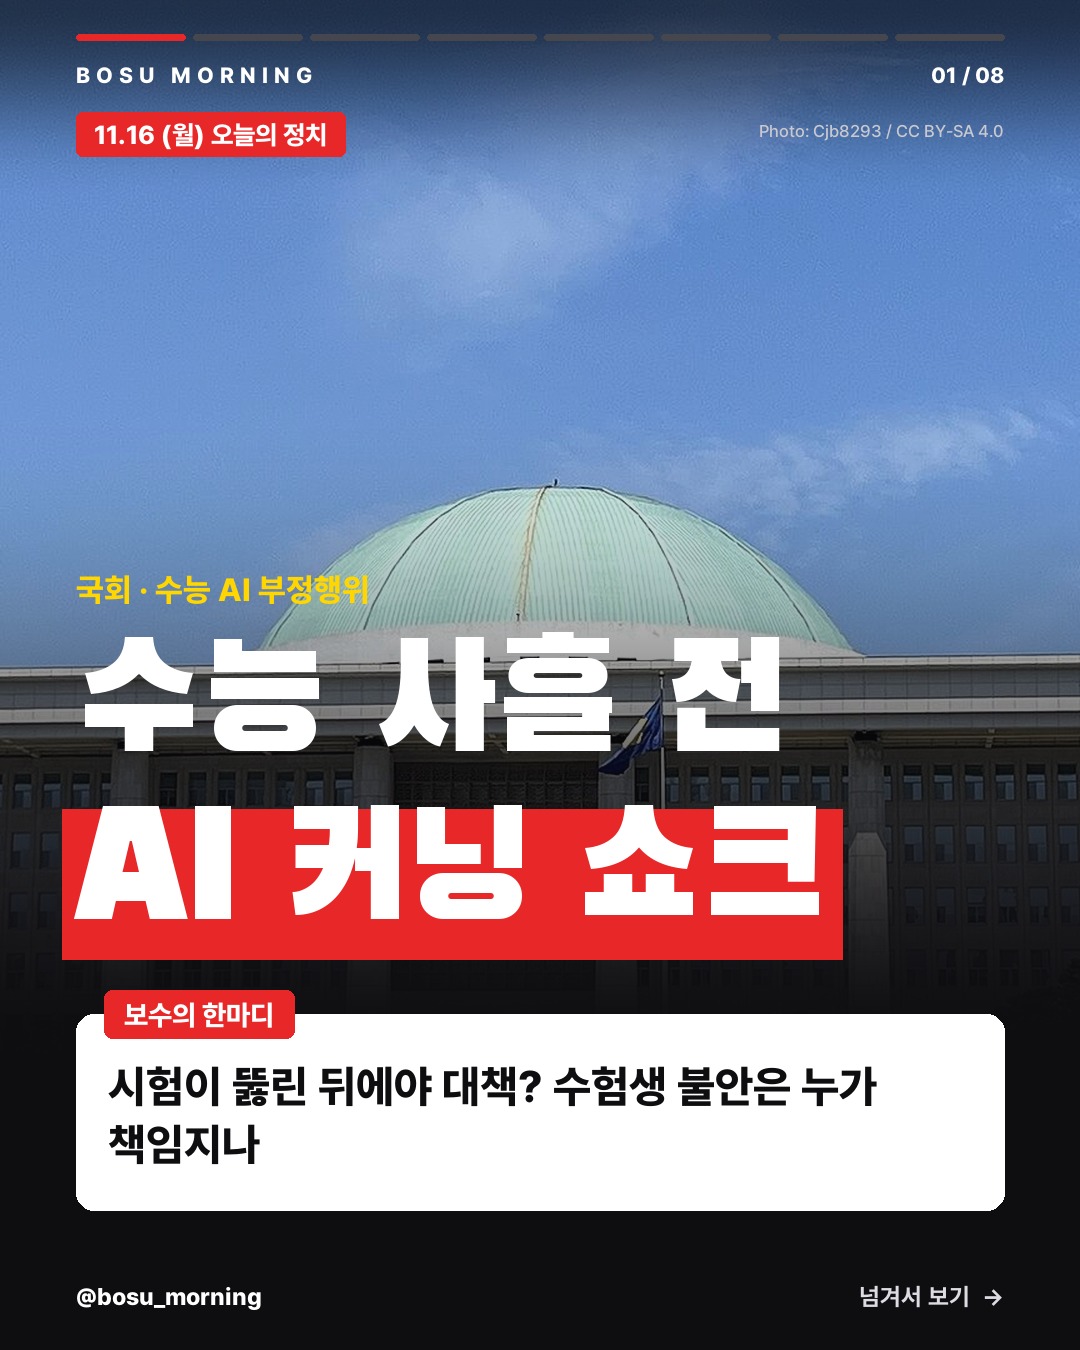 BOSU MORNING
01 / 08
11.16 (월) 오늘의 정치
Photo: Cjb8293 / CC BY-SA 4.0
국회 · 수능 AI 부정행위
수능 사흘 전
AI 커닝 쇼크
보수의 한마디
시험이 뚫린 뒤에야 대책? 수험생 불안은 누가
책임지나
@bosu_morning
넘겨서 보기 →